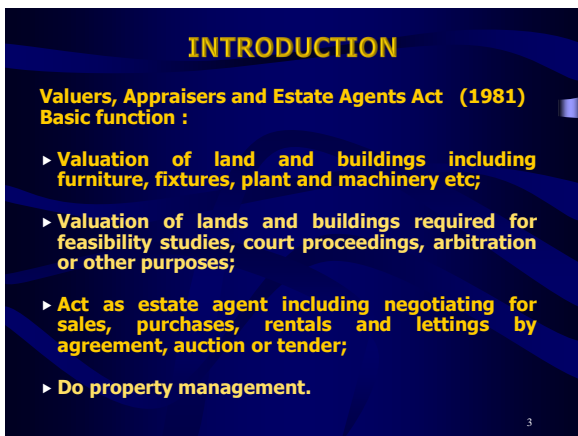 INTRODUCTION
Valuers, Appraisers and Estate Agents Act (1981)
Basic function :
Valuation of land and buildings including
furniture, fixtures, plant and machinery etc;
Valuation of lands and buildings required for
feasibility studies, court proceedings, arbitration
or other purposes;
Act as estate agent including negotiating for
sales, purchases, rentals and lettings by
agreement, auction or tender;
Do property management.
3